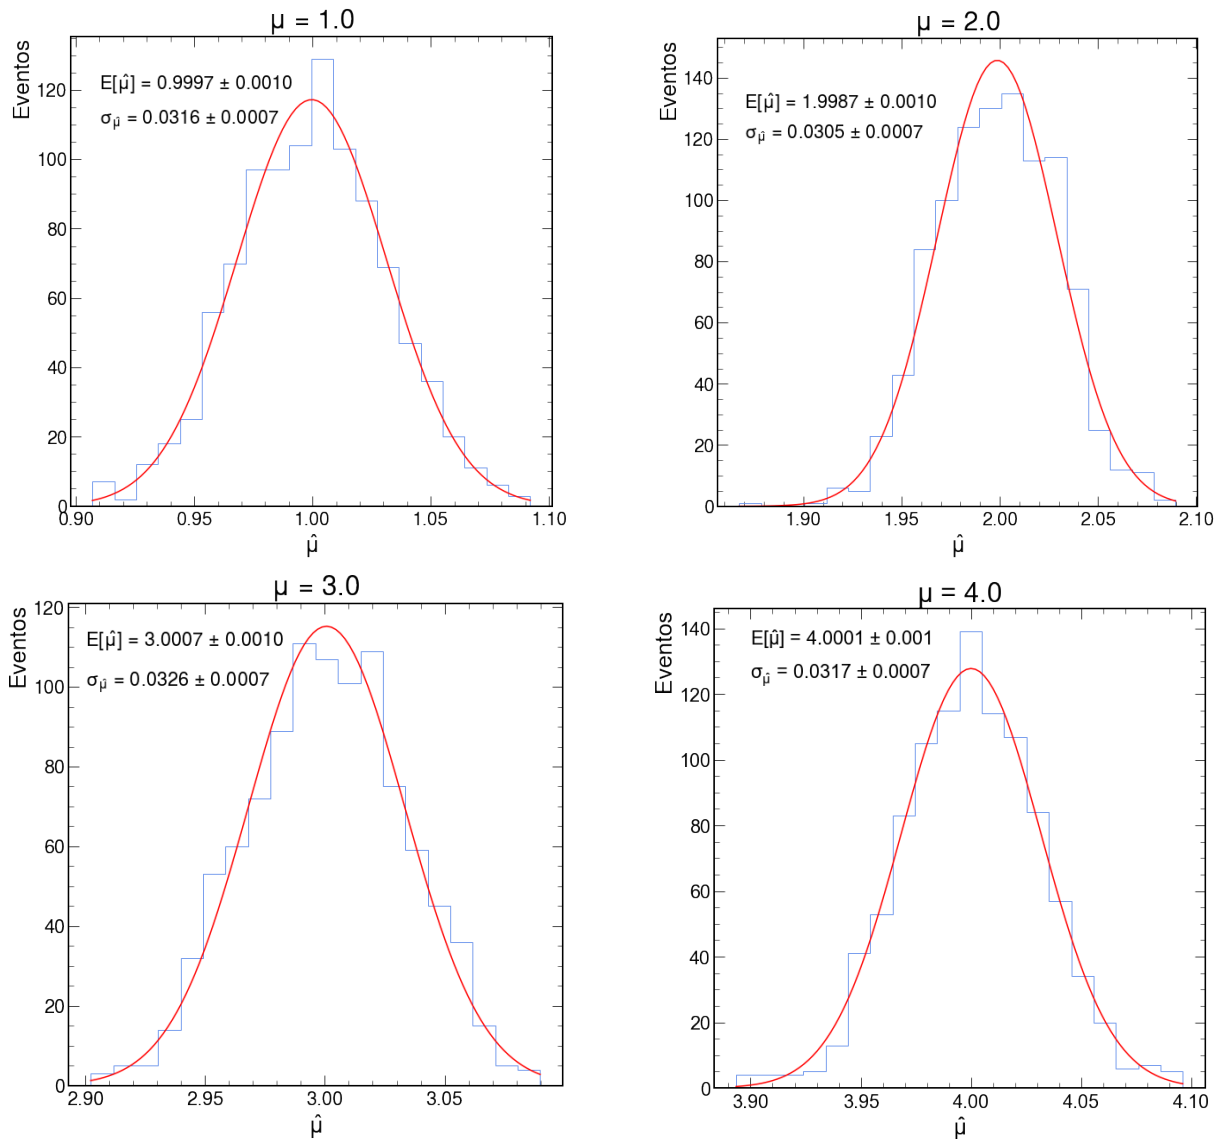 μ = 1.0
Eventos
E[μ̂] = 0.9997 ± 0.0010
σμ̂ = 0.0316 ± 0.0007
120
100
80
60
40
20
0
0.90 0.95 1.00 1.05 1.10
μ̂
μ = 2.0
Eventos
E[μ̂] = 1.9987 ± 0.0010
σμ̂ = 0.0305 ± 0.0007
140
120
100
80
60
40
20
0
1.90 1.95 2.00 2.05 2.10
μ̂
μ = 3.0
Eventos
E[μ̂] = 3.0007 ± 0.0010
σμ̂ = 0.0326 ± 0.0007
120
100
80
60
40
20
0
2.90 2.95 3.00 3.05
μ̂
μ = 4.0
Eventos
E[μ̂] = 4.0001 ± 0.001
σμ̂ = 0.0317 ± 0.0007
140
120
100
80
60
40
20
0
3.90 3.95 4.00 4.05 4.10
μ̂